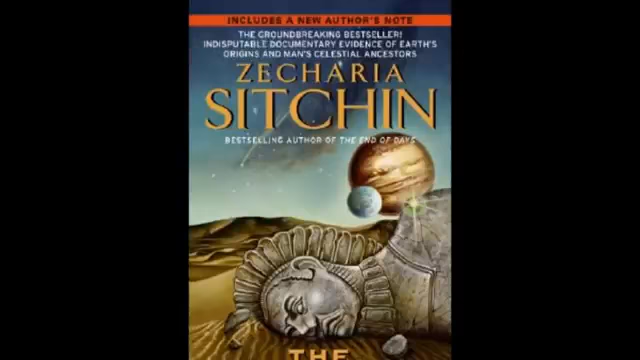 INCLUDES A NEW AUTHOR'S NOTE
THE GROUNDBREAKING BESTSELLER!
INDISPUTABLE DOCUMENTARY EVIDENCE OF EARTH'S
ORIGINS AND MAN'S CELESTIAL ANCESTORS
ZECHARIA
SITCHIN
BESTSELLING AUTHOR OF THE END OF DAYS
THE